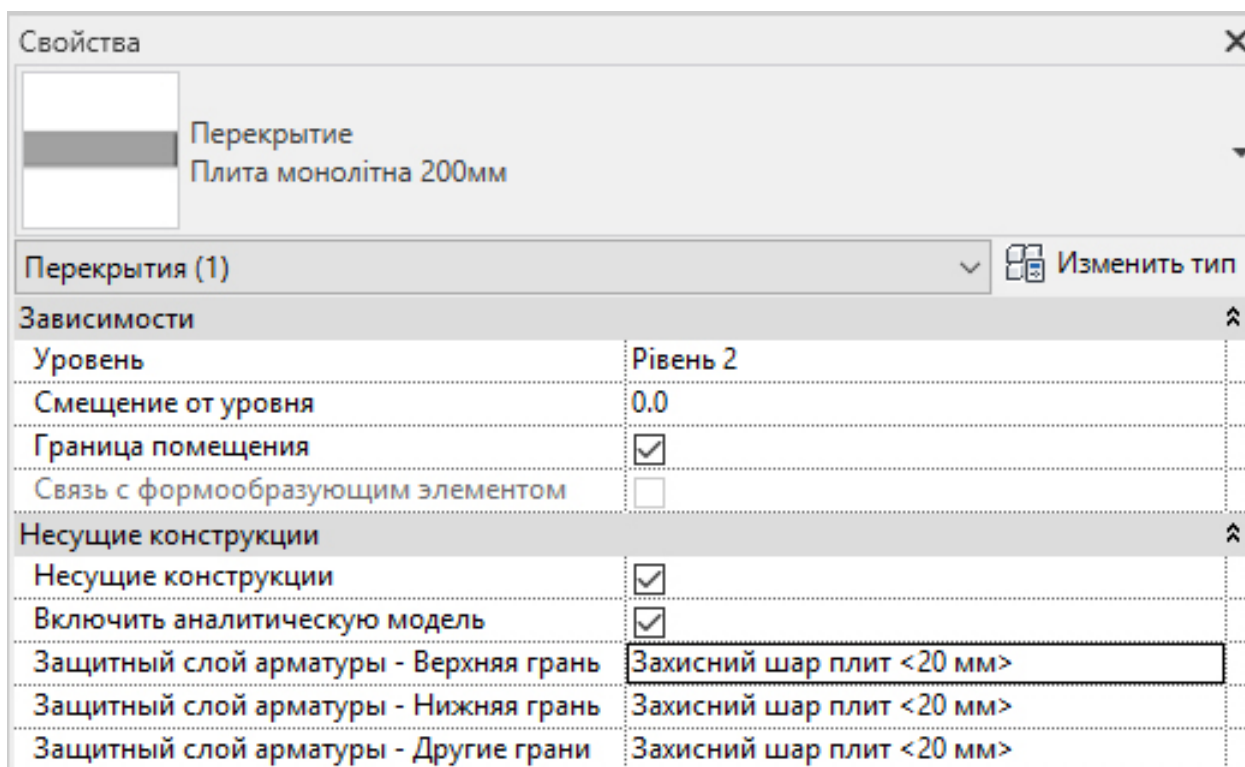 Свойства
Перекрытие
Плита монолітна 200мм
Перекрытия (1) Изменить тип
Зависимости
Уровень Рівень 2
Смещение от уровня 0.0
Граница помещения
Связь с формообразующим элементом
Несущие конструкции
Несущие конструкции
Включить аналитическую модель
Защитный слой арматуры - Верхняя грань Захисний шар плит <20 мм>
Защитный слой арматуры - Нижняя грань Захисний шар плит <20 мм>
Защитный слой арматуры - Другие грани Захисний шар плит <20 мм>